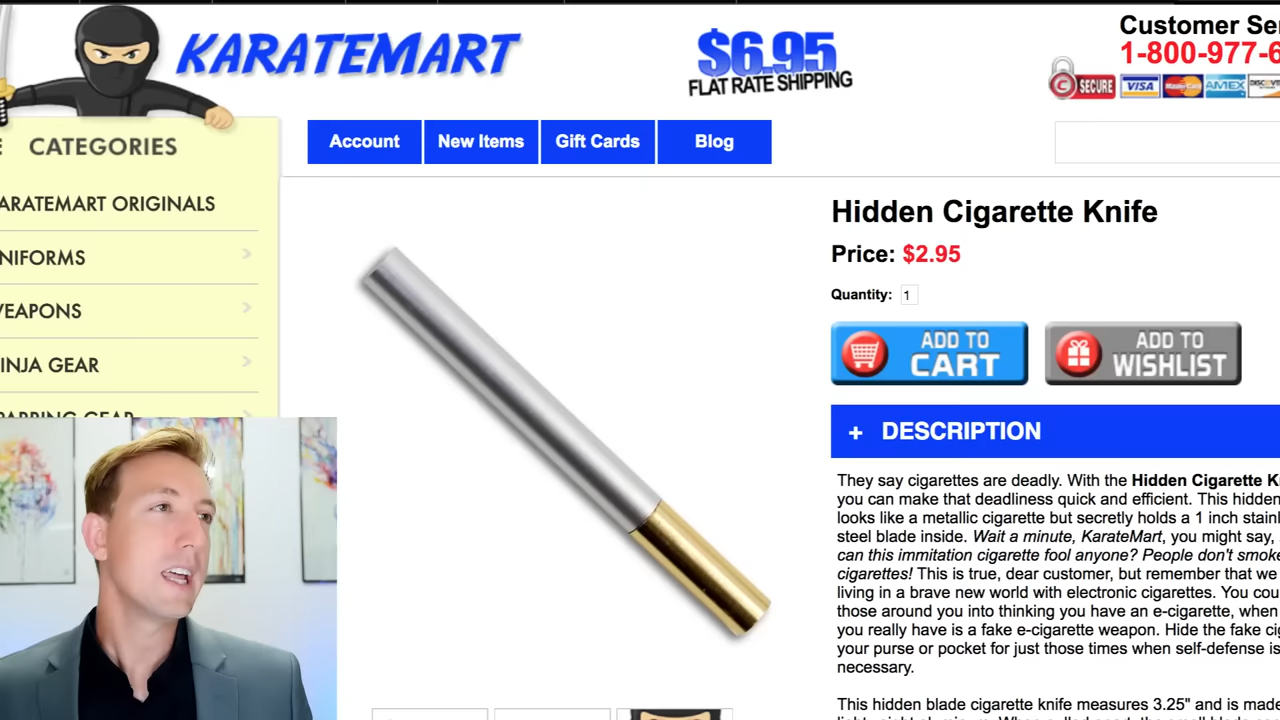 KARATEMART
$6.95
FLAT RATE SHIPPING
Customer Se
1-800-977-6
SECURE VISA MasterCard AMEX
CATEGORIES
Account New Items Gift Cards Blog
ARATEMART ORIGINALS
NIFORMS
WEAPONS
INJA GEAR
PARRING GEAR
Hidden Cigarette Knife
Price: $2.95
Quantity: 1
ADD TO CART
ADD TO WISHLIST
+ DESCRIPTION
They say cigarettes are deadly. With the Hidden Cigarette K
you can make that deadliness quick and efficient. This hidden
looks like a metallic cigarette but secretly holds a 1 inch stainl
steel blade inside. Wait a minute, KarateMart, you might say,
can this immitation cigarette fool anyone? People don't smoke
cigarettes! This is true, dear customer, but remember that we
living in a brave new world with electronic cigarettes. You cou
those around you into thinking you have an e-cigarette, when
you really have is a fake e-cigarette weapon. Hide the fake cig
your purse or pocket for just those times when self-defense is
necessary.
This hidden blade cigarette knife measures 3.25" and is made